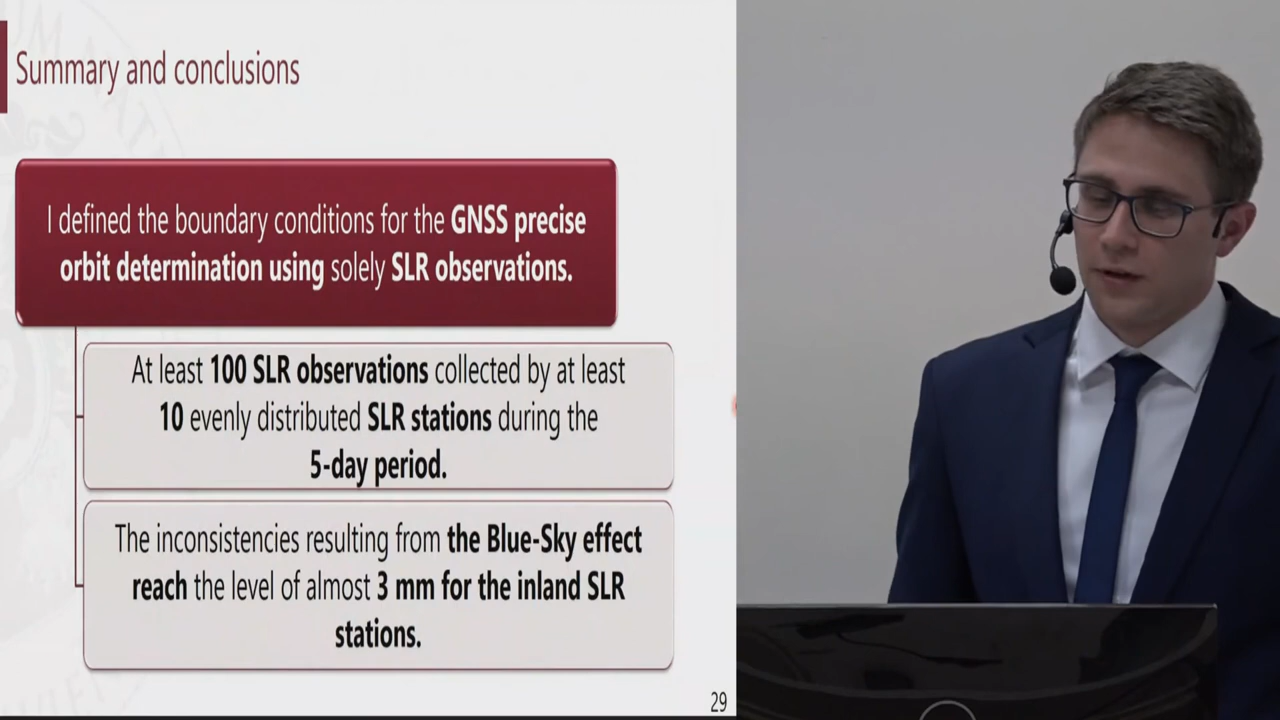 Summary and conclusions
I defined the boundary conditions for the GNSS precise
orbit determination using solely SLR observations.
At least 100 SLR observations collected by at least
10 evenly distributed SLR stations during the
5-day period.
The inconsistencies resulting from the Blue-Sky effect
reach the level of almost 3 mm for the inland SLR
stations.
29